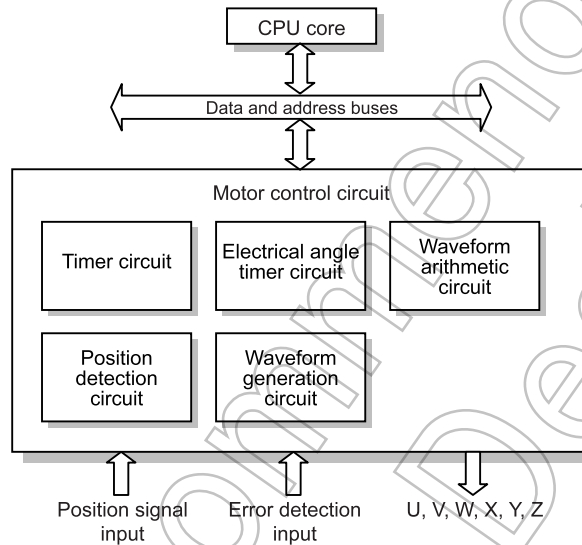 CPU core
Data and address buses
Motor control circuit
Timer circuit
Electrical angle
timer circuit
Waveform
arithmetic
circuit
Position
detection
circuit
Waveform
generation
circuit
Position signal
input
Error detection
input
U, V, W, X, Y, Z